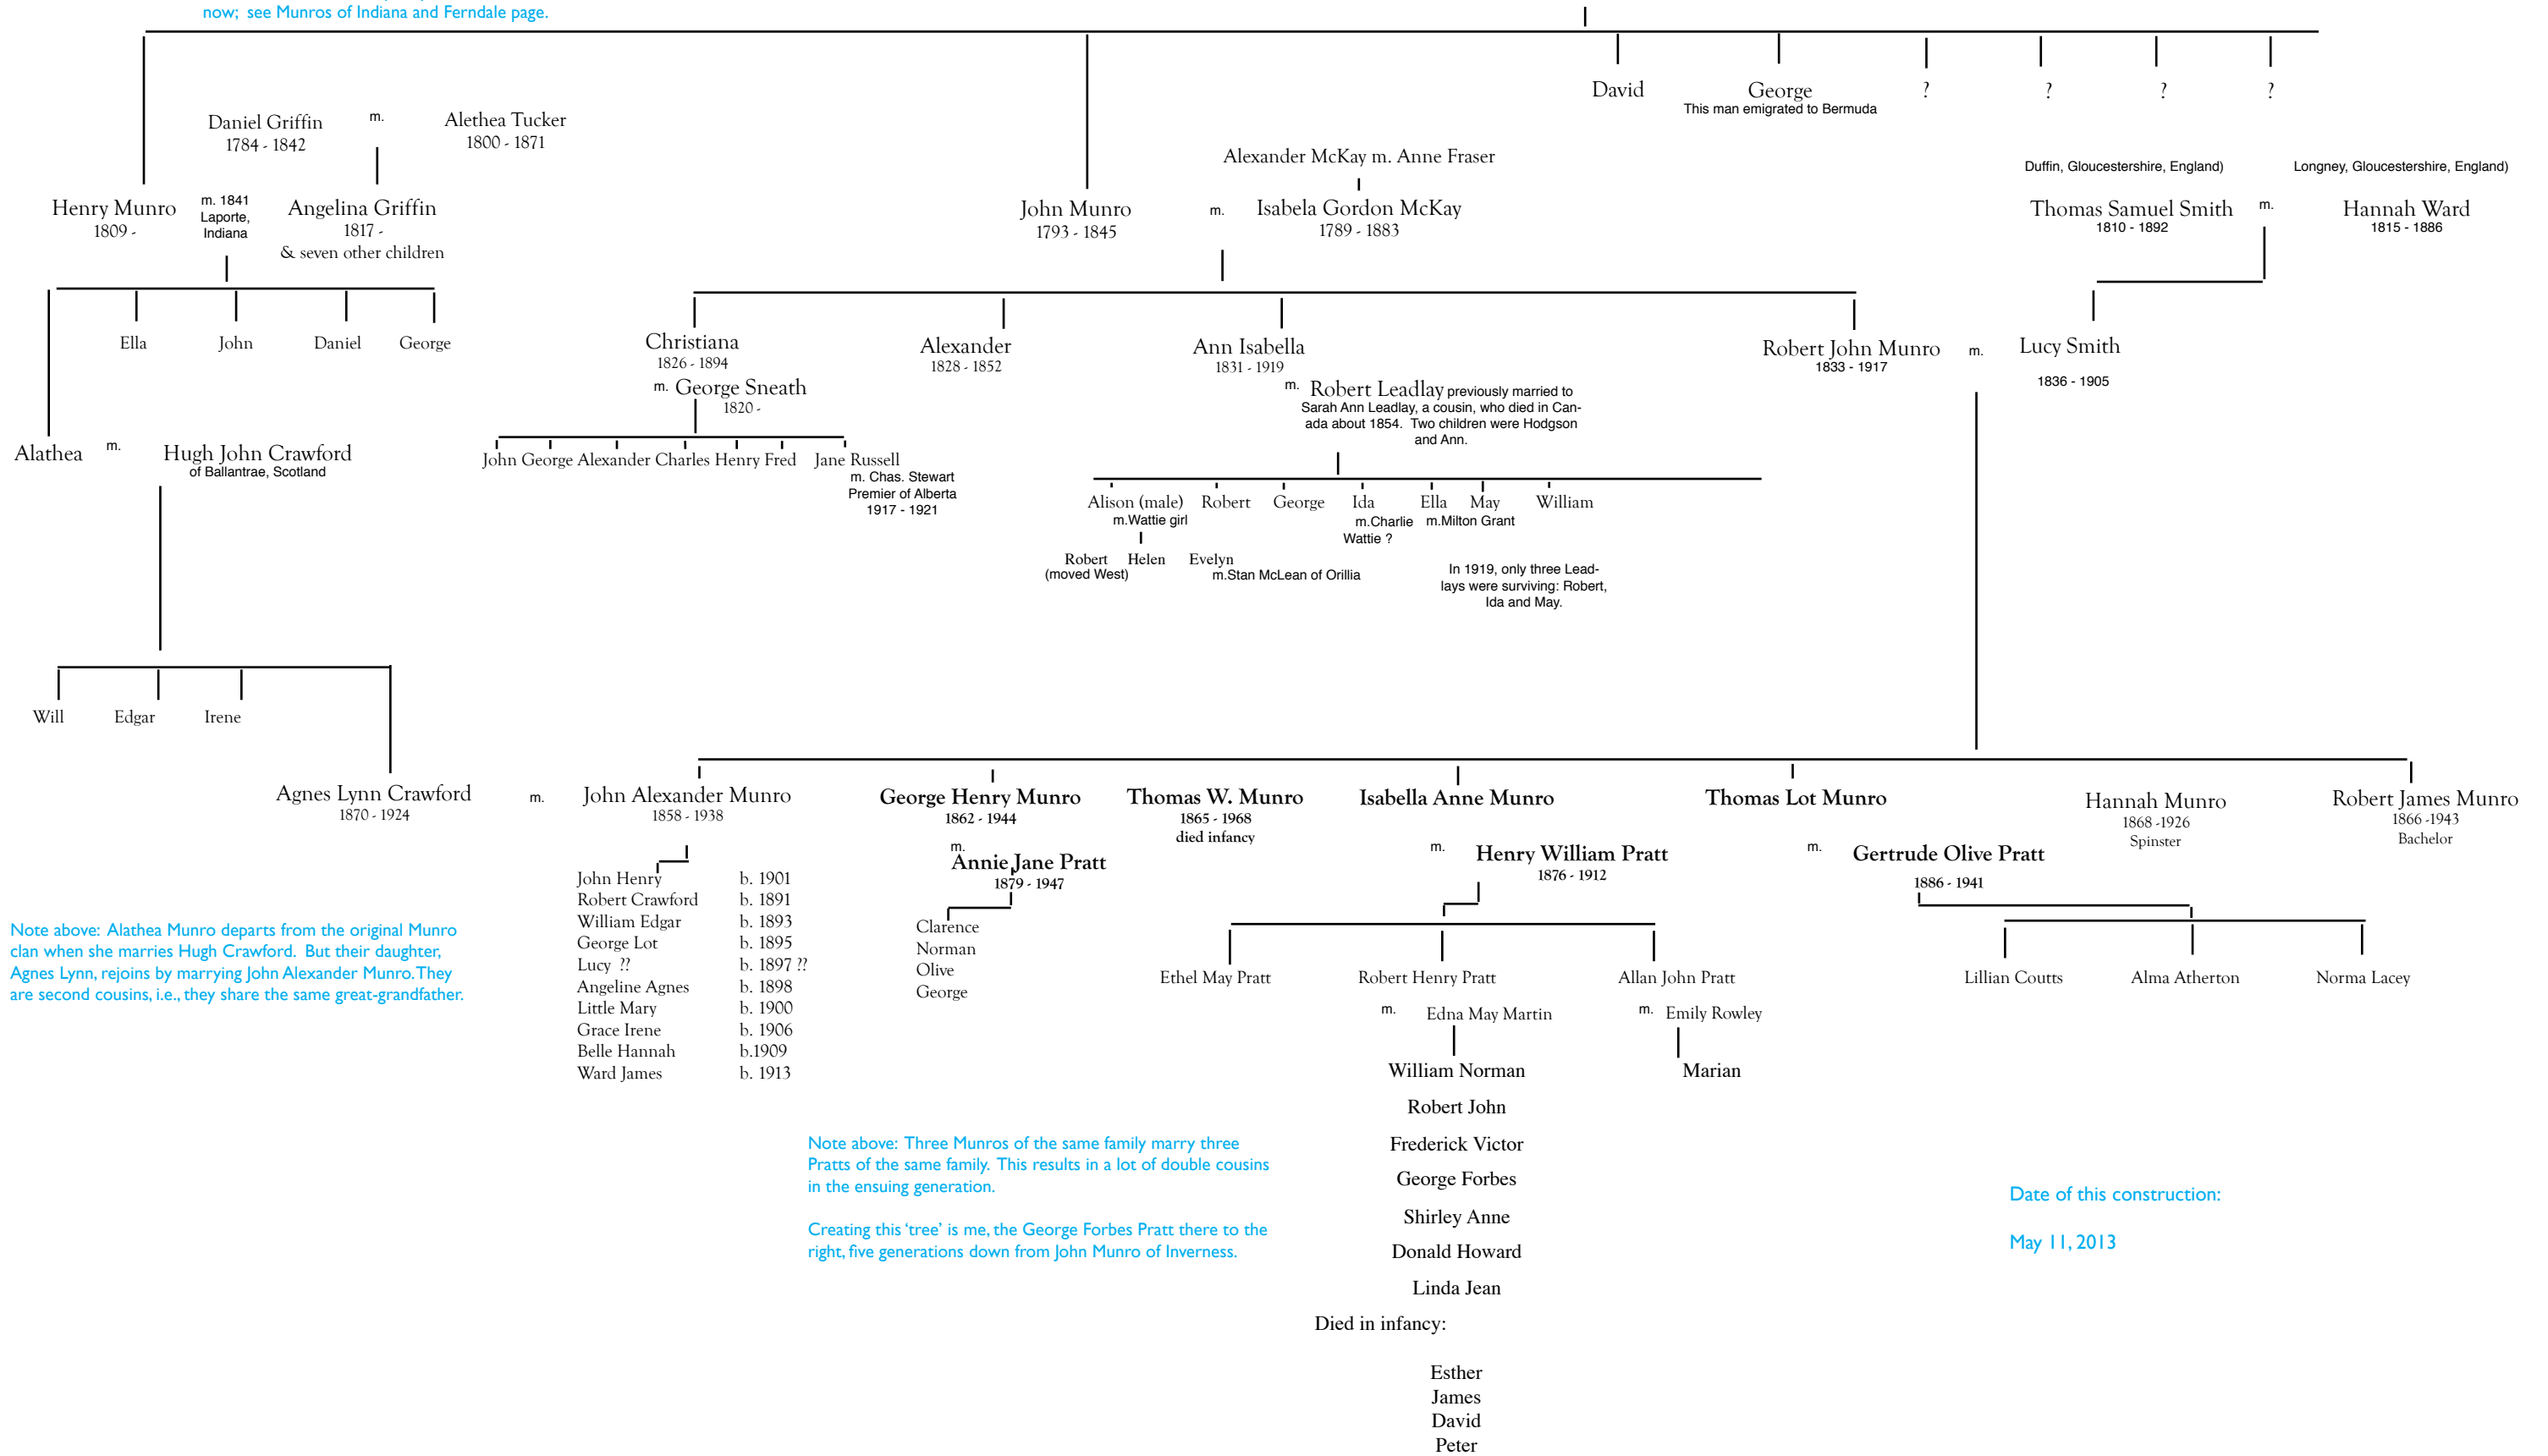 now; see Munros of Indiana and Ferndale page.
David
George
This man emigrated to Bermuda
?
?
?
?
Daniel Griffin
1784 - 1842
m.
Alethea Tucker
1800 - 1871
Alexander McKay m. Anne Fraser
Duffin, Gloucestershire, England)
Longney, Gloucestershire, England)
Henry Munro
1809 -
m. 1841
Laporte,
Indiana
Angelina Griffin
1817 -
& seven other children
John Munro
1793 - 1845
m.
Isabela Gordon McKay
1789 - 1883
Thomas Samuel Smith
1810 - 1892
m.
Hannah Ward
1815 - 1886
Ella
John
Daniel
George
Christiana
1826 - 1894
m. George Sneath
1820 -
Alexander
1828 - 1852
Ann Isabella
1831 - 1919
m. Robert Leadlay previously married to
Sarah Ann Leadlay, a cousin, who died in Can-
ada about 1854. Two children were Hodgson
and Ann.
Robert John Munro
1833 - 1917
m.
Lucy Smith
1836 - 1905
Alathea
m.
Hugh John Crawford
of Ballantrae, Scotland
John George Alexander Charles Henry Fred Jane Russell
m. Chas. Stewart
Premier of Alberta
1917 - 1921
Alison (male)
m.Wattie girl
Robert
George
Ida
m.Charlie
Wattie ?
Ella
May
m.Milton Grant
William
Robert
(moved West)
Helen
Evelyn
m.Stan McLean of Orillia
In 1919, only three Lead-
lays were surviving: Robert,
Ida and May.
Will
Edgar
Irene
Agnes Lynn Crawford
1870 - 1924
m.
John Alexander Munro
1858 - 1938
George Henry Munro
1862 - 1944
m.
Annie Jane Pratt
1879 - 1947
Thomas W. Munro
1865 - 1968
died infancy
Isabella Anne Munro
m.
Henry William Pratt
1876 - 1912
Thomas Lot Munro
m.
Gertrude Olive Pratt
1886 - 1941
Hannah Munro
1868 -1926
Spinster
Robert James Munro
1866 -1943
Bachelor
John Henry b. 1901
Robert Crawford b. 1891
William Edgar b. 1893
George Lot b. 1895
Lucy ?? b. 1897 ??
Angeline Agnes b. 1898
Little Mary b. 1900
Grace Irene b. 1906
Belle Hannah b.1909
Ward James b. 1913
Clarence
Norman
Olive
George
Note above: Alathea Munro departs from the original Munro
clan when she marries Hugh Crawford. But their daughter,
Agnes Lynn, rejoins by marrying John Alexander Munro. They
are second cousins, i.e., they share the same great-grandfather.
Ethel May Pratt
Robert Henry Pratt
m. Edna May Martin
Allan John Pratt
m. Emily Rowley
Lillian Coutts
Alma Atherton
Norma Lacey
William Norman
Robert John
Frederick Victor
George Forbes
Shirley Anne
Donald Howard
Linda Jean
Died in infancy:
Esther
James
David
Peter
Marian
Note above: Three Munros of the same family marry three
Pratts of the same family. This results in a lot of double cousins
in the ensuing generation.
Creating this ‘tree’ is me, the George Forbes Pratt there to the
right, five generations down from John Munro of Inverness.
Date of this construction:
May 11, 2013